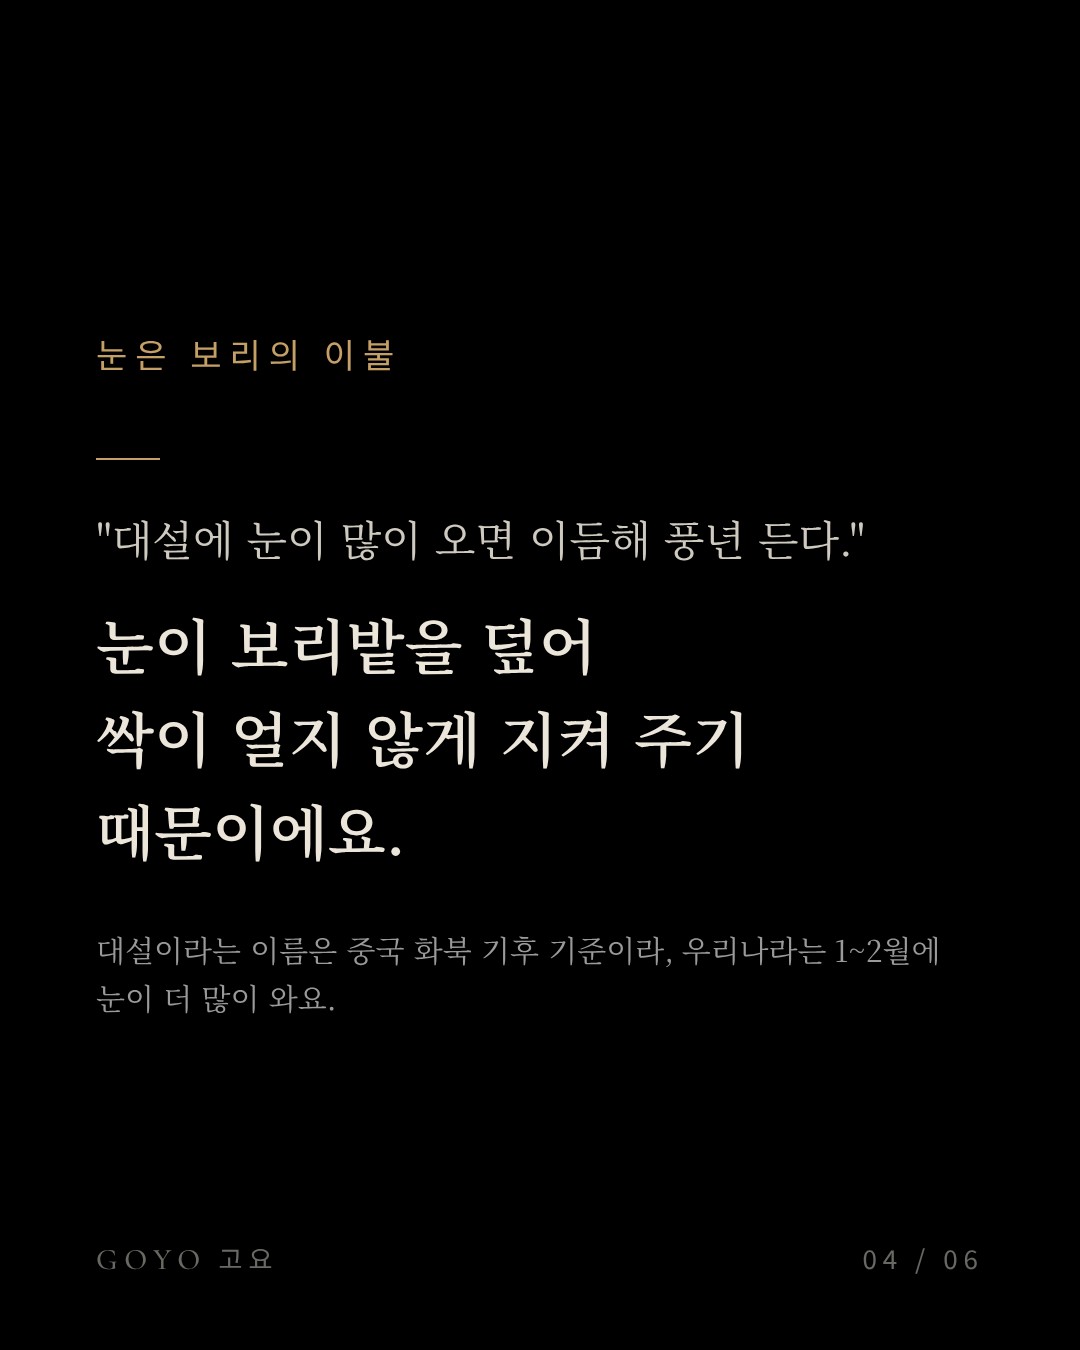 눈은 보리의 이불
"대설에 눈이 많이 오면 이듬해 풍년 든다."
눈이 보리밭을 덮어
싹이 얼지 않게 지켜 주기
때문이에요.
대설이라는 이름은 중국 화북 기후 기준이라, 우리나라는 1~2월에
눈이 더 많이 와요.
GOYO 고요
04 / 06